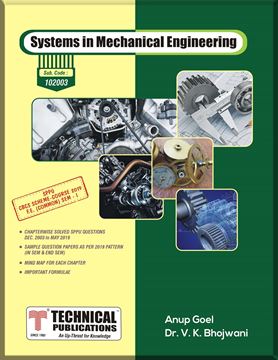 Systems in Mechanical Engineering
Sub. Code :
102003
SPPU
CBCS SCHEME-COURSE 2019
F.E. (COMMON) SEM - I
• CHAPTERWISE SOLVED SPPU QUESTIONS
DEC. 2003 to MAY 2019
• SAMPLE QUESTION PAPERS AS PER 2019 PATTERN
(IN SEM & END SEM)
• MIND MAP FOR EACH CHAPTER
• IMPORTANT FORMULAE
TECHNICAL
PUBLICATIONS
SINCE 1993
An Up-Thrust for Knowledge
Anup Goel
Dr. V. K. Bhojwani